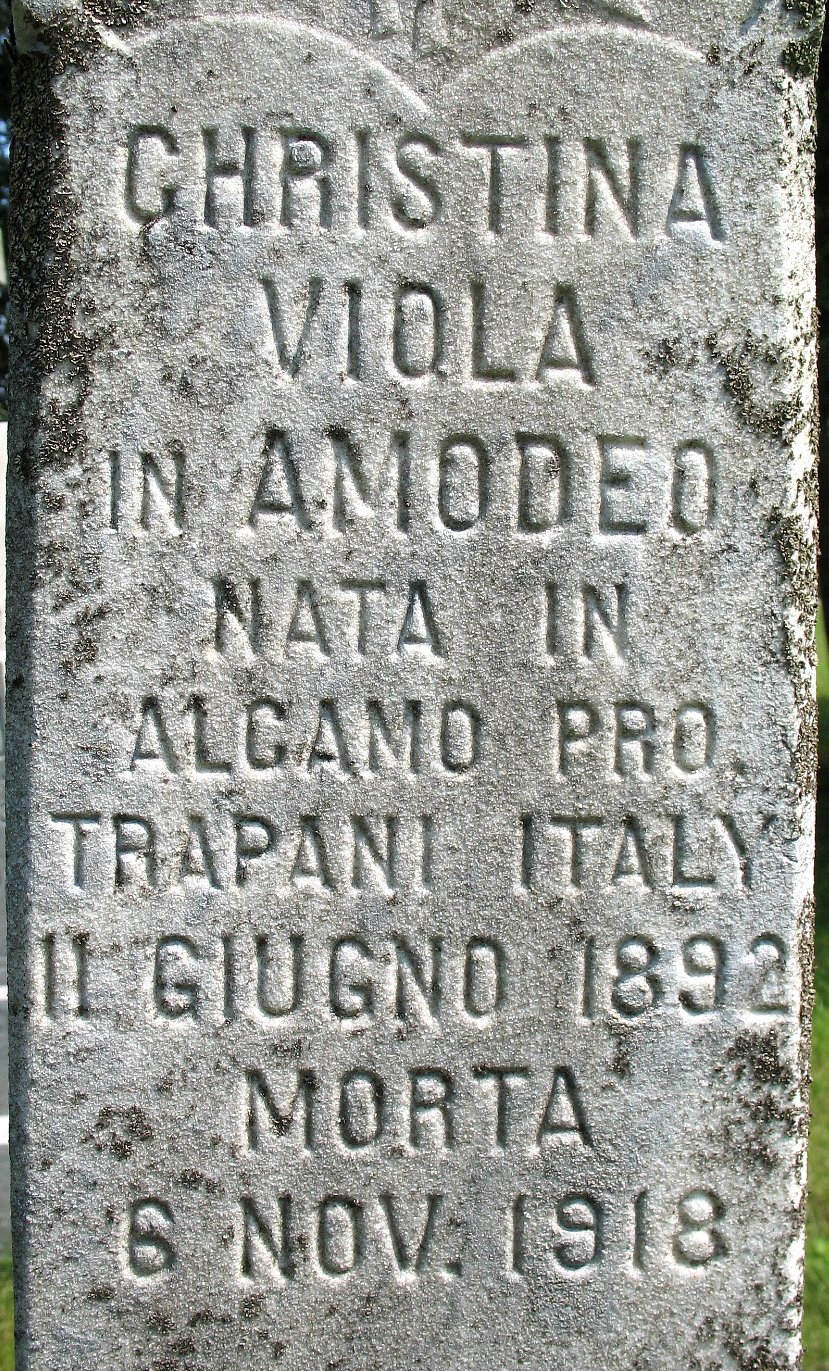 CHRISTINA
VIOLA
IN AMODEO
NATA IN
ALCAMO PRO.
TRAPANI ITALY
11 GIUGNO 1892
MORTA
6 NOV. 1918